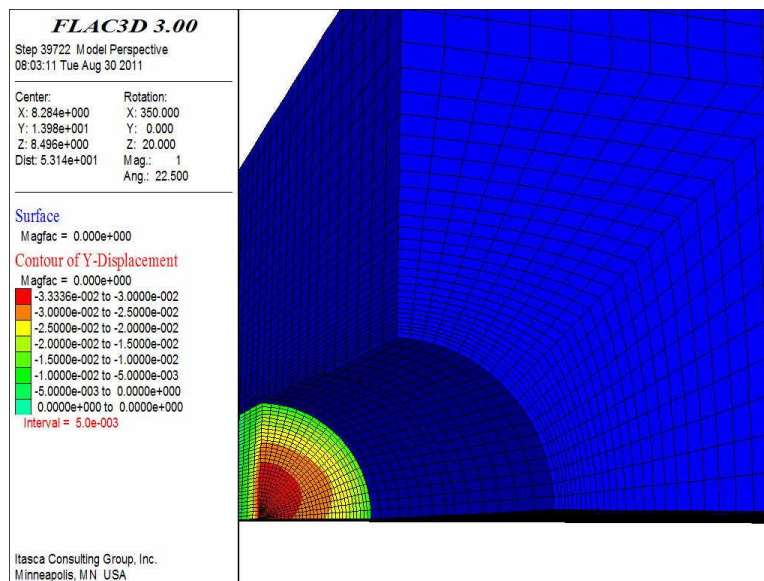 FLAC3D 3.00
Step 39722 Model Perspective
08:03:11 Tue Aug 30 2011
Center: Rotation:
X: 8.284e+000 X: 350.000
Y: 1.398e+001 Y: 0.000
Z: 8.496e+000 Z: 20.000
Dist: 5.314e+001 Mag.: 1
Ang.: 22.500
Surface
Magfac = 0.000e+000
Contour of Y-Displacement
Magfac = 0.000e+000
-3.3336e-002 to -3.0000e-002
-3.0000e-002 to -2.5000e-002
-2.5000e-002 to -2.0000e-002
-2.0000e-002 to -1.5000e-002
-1.5000e-002 to -1.0000e-002
-1.0000e-002 to -5.0000e-003
-5.0000e-003 to 0.0000e+000
0.0000e+000 to 0.0000e+000
Interval = 5.0e-003
Itasca Consulting Group, Inc.
Minneapolis, MN USA